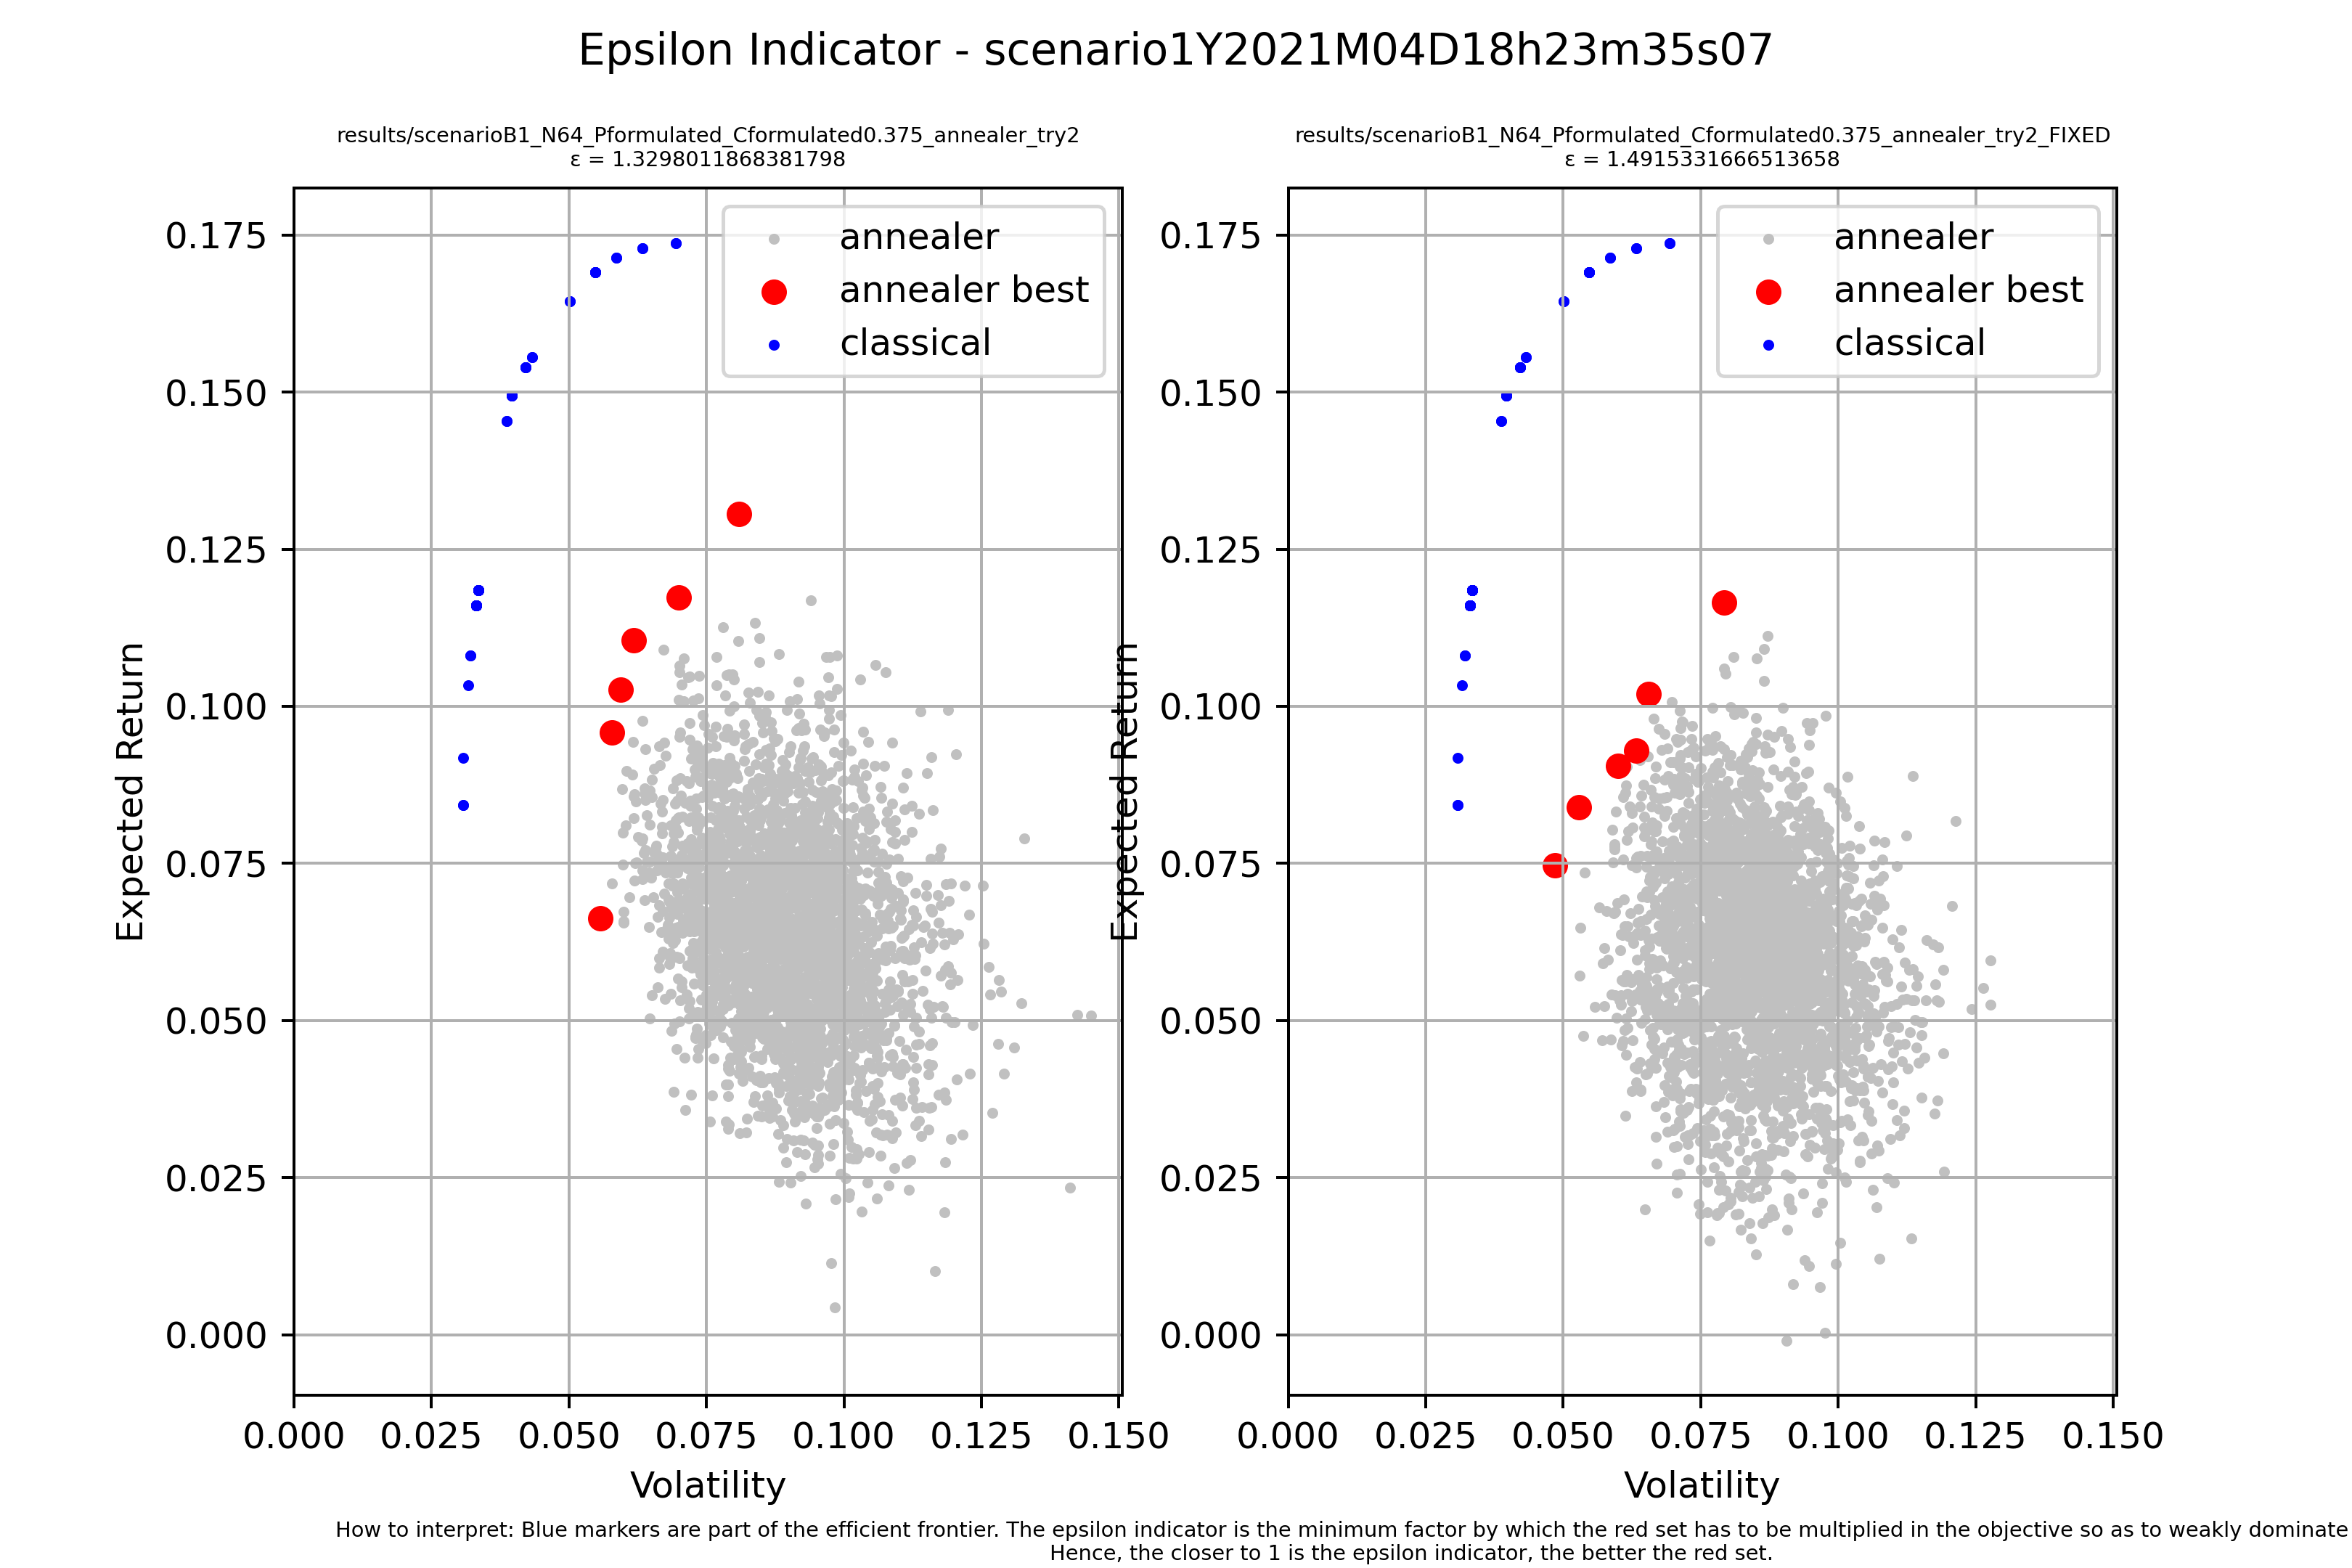 Epsilon Indicator - scenario1Y2021M04D18h23m35s07
results/scenarioB1_N64_Pformulated_Cformulated0.375_annealer_try2
ε = 1.3298011868381798
0.175
0.150
0.125
0.100
0.075
0.050
0.025
0.000
Expected Return
annealer
annealer best
classical
0.000 0.025 0.050 0.075 0.100 0.125 0.150
Volatility
results/scenarioB1_N64_Pformulated_Cformulated0.375_annealer_try2_FIXED
ε = 1.4915331666513658
0.175
0.150
0.125
0.100
0.075
0.050
0.025
0.000
Expected Return
annealer
annealer best
classical
0.000 0.025 0.050 0.075 0.100 0.125 0.150
Volatility
How to interpret: Blue markers are part of the efficient frontier. The epsilon indicator is the minimum factor by which the red set has to be multiplied in the objective so as to weakly dominate
Hence, the closer to 1 is the epsilon indicator, the better the red set.